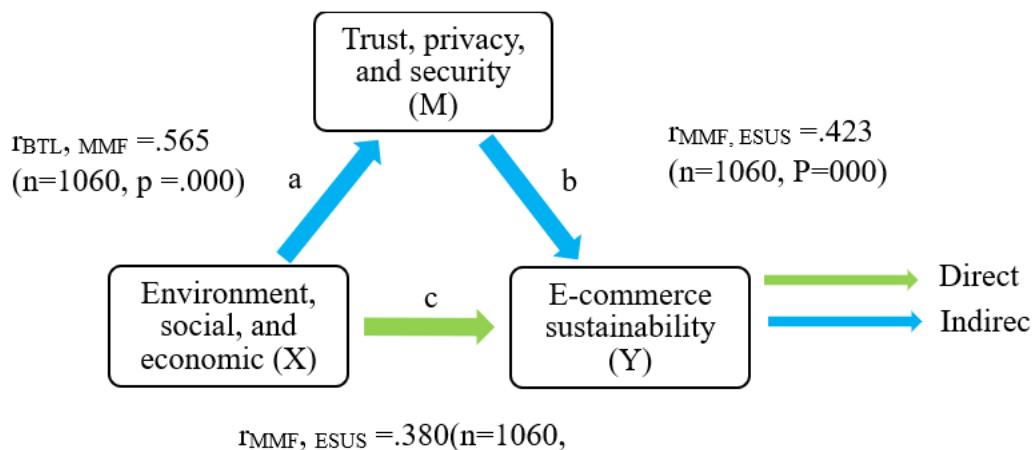 Trust, privacy,
and security
(M)
rBTL, MMF =.565
(n=1060, p =.000)
a
b
rMMF, ESUS =.423
(n=1060, P=000)
Environment,
social, and
economic (X)
c
E-commerce
sustainability
(Y)
Direct
Indirec
rMMF, ESUS =.380(n=1060,